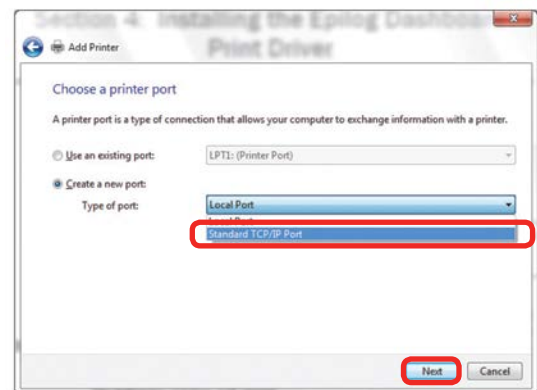 Section 4: Installing the Epilog Dashboa
Print Driver
Add Printer
Choose a printer port
A printer port is a type of connection that allows your computer to exchange information with a printer.
Use an existing port: LPT1: (Printer Port)
Create a new port:
Type of port: Local Port
Local Port
Standard TCP/IP Port
Next Cancel